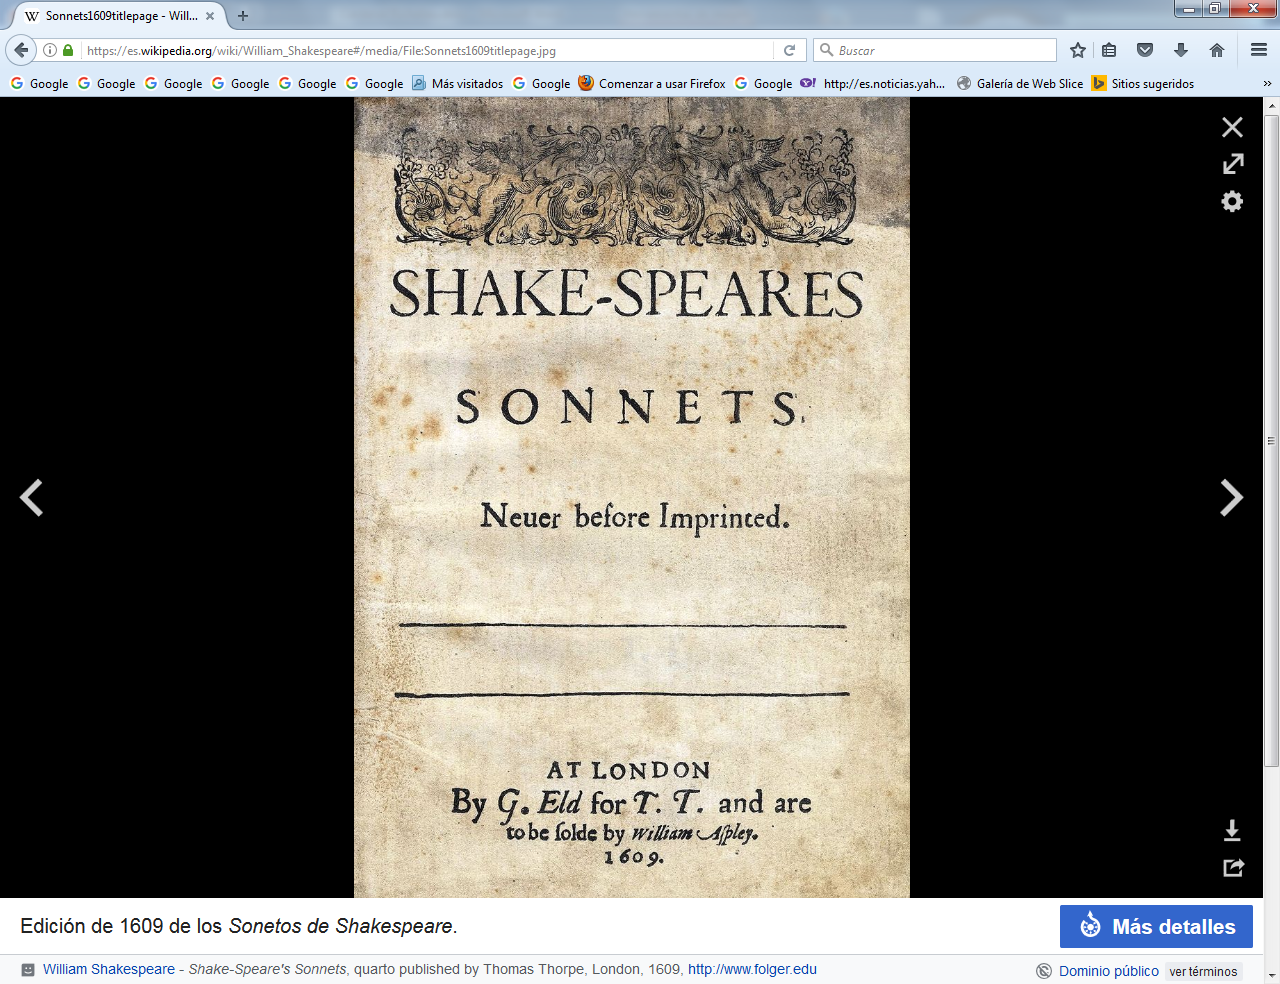 Sonnets1609titlepage - Will...
https://es.wikipedia.org/wiki/William_Shakespeare#/media/File:Sonnets1609titlepage.jpg
Buscar
Google Google Google Google Google Google Más visitados Google Comenzar a usar Firefox Google http://es.noticias.yah... Galería de Web Slice Sitios sugeridos
SHAKE-SPEARES
SONNETS.
Neuer before Imprinted.
AT LONDON
By G. Eld for T. T. and are
to be ſolde by William Aſpley.
1609.
Edición de 1609 de los Sonetos de Shakespeare.
Más detalles
William Shakespeare - Shake-Speare's Sonnets, quarto published by Thomas Thorpe, London, 1609, http://www.folger.edu
Dominio público ver términos